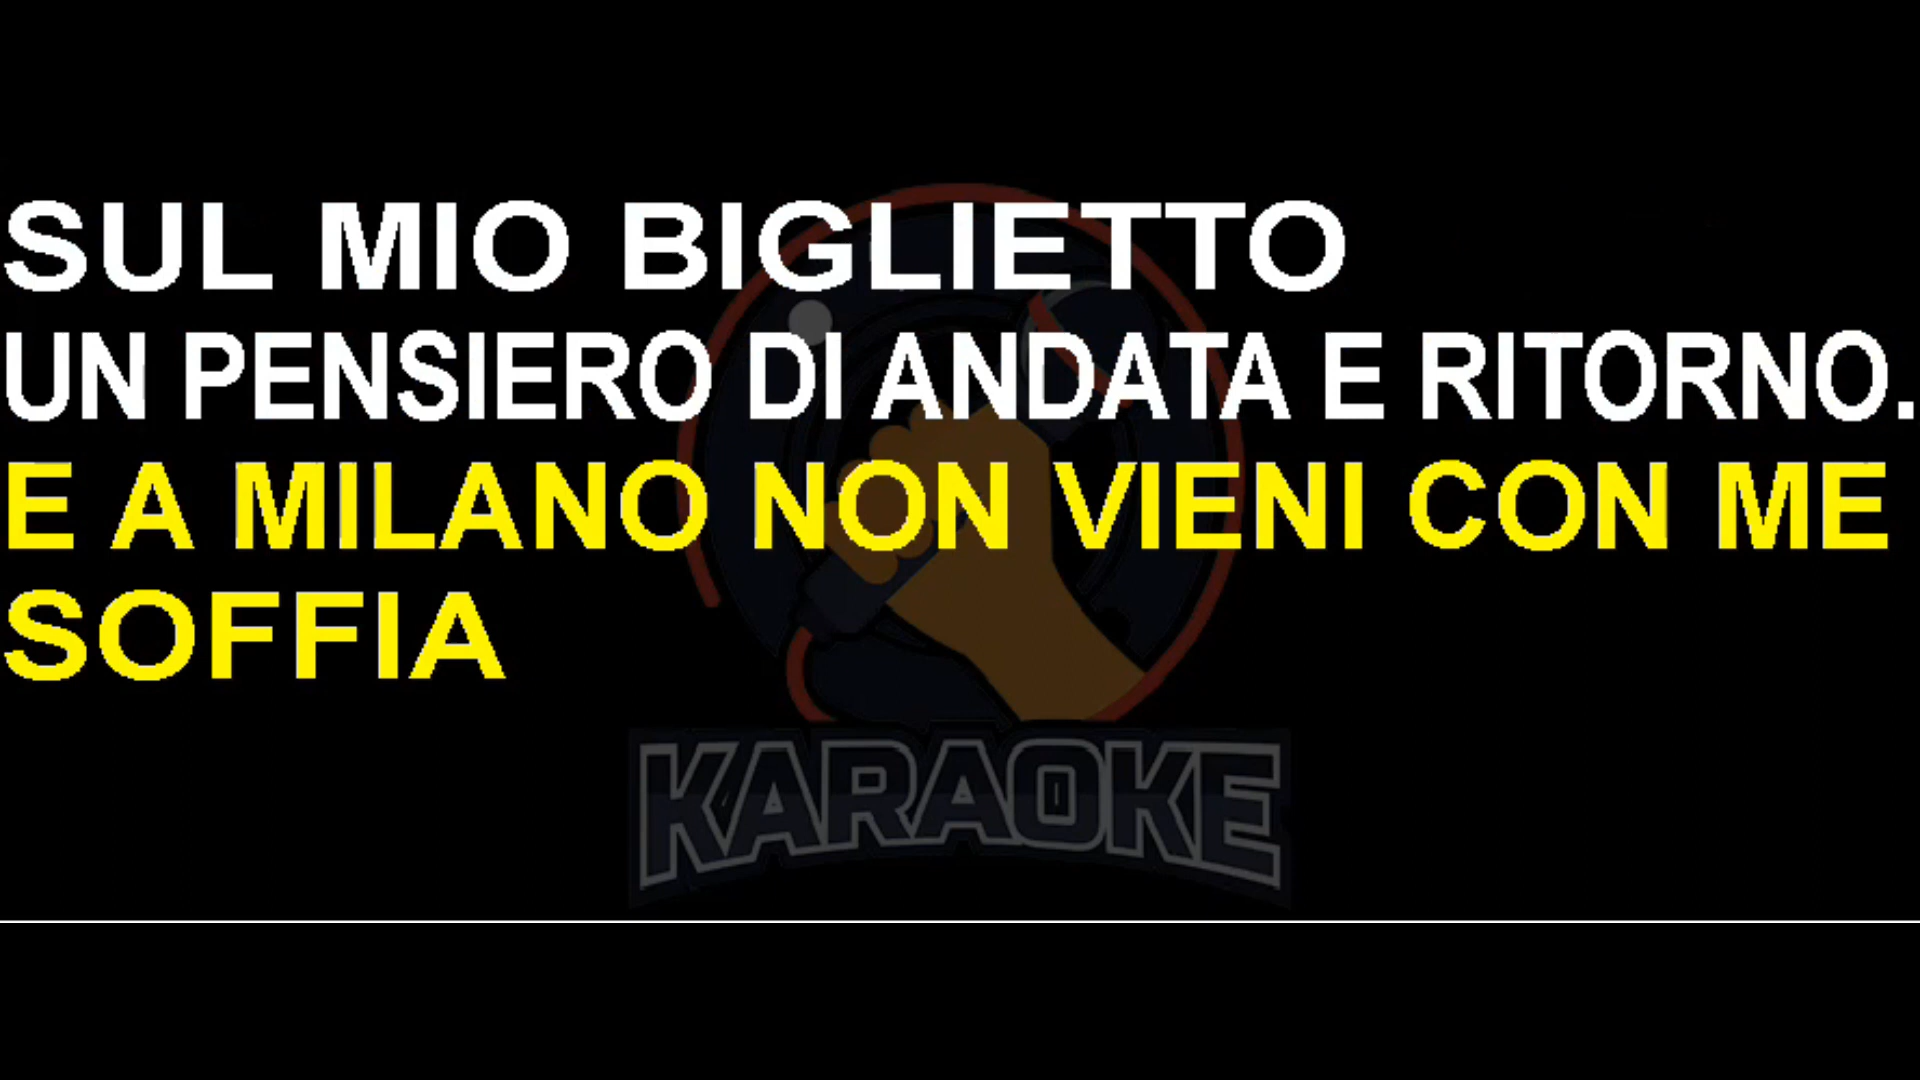 SUL MIO BIGLIETTO
UN PENSIERO DI ANDATA E RITORNO.
E A MILANO NON VIENI CON ME
SOFFIA
KARAOKE